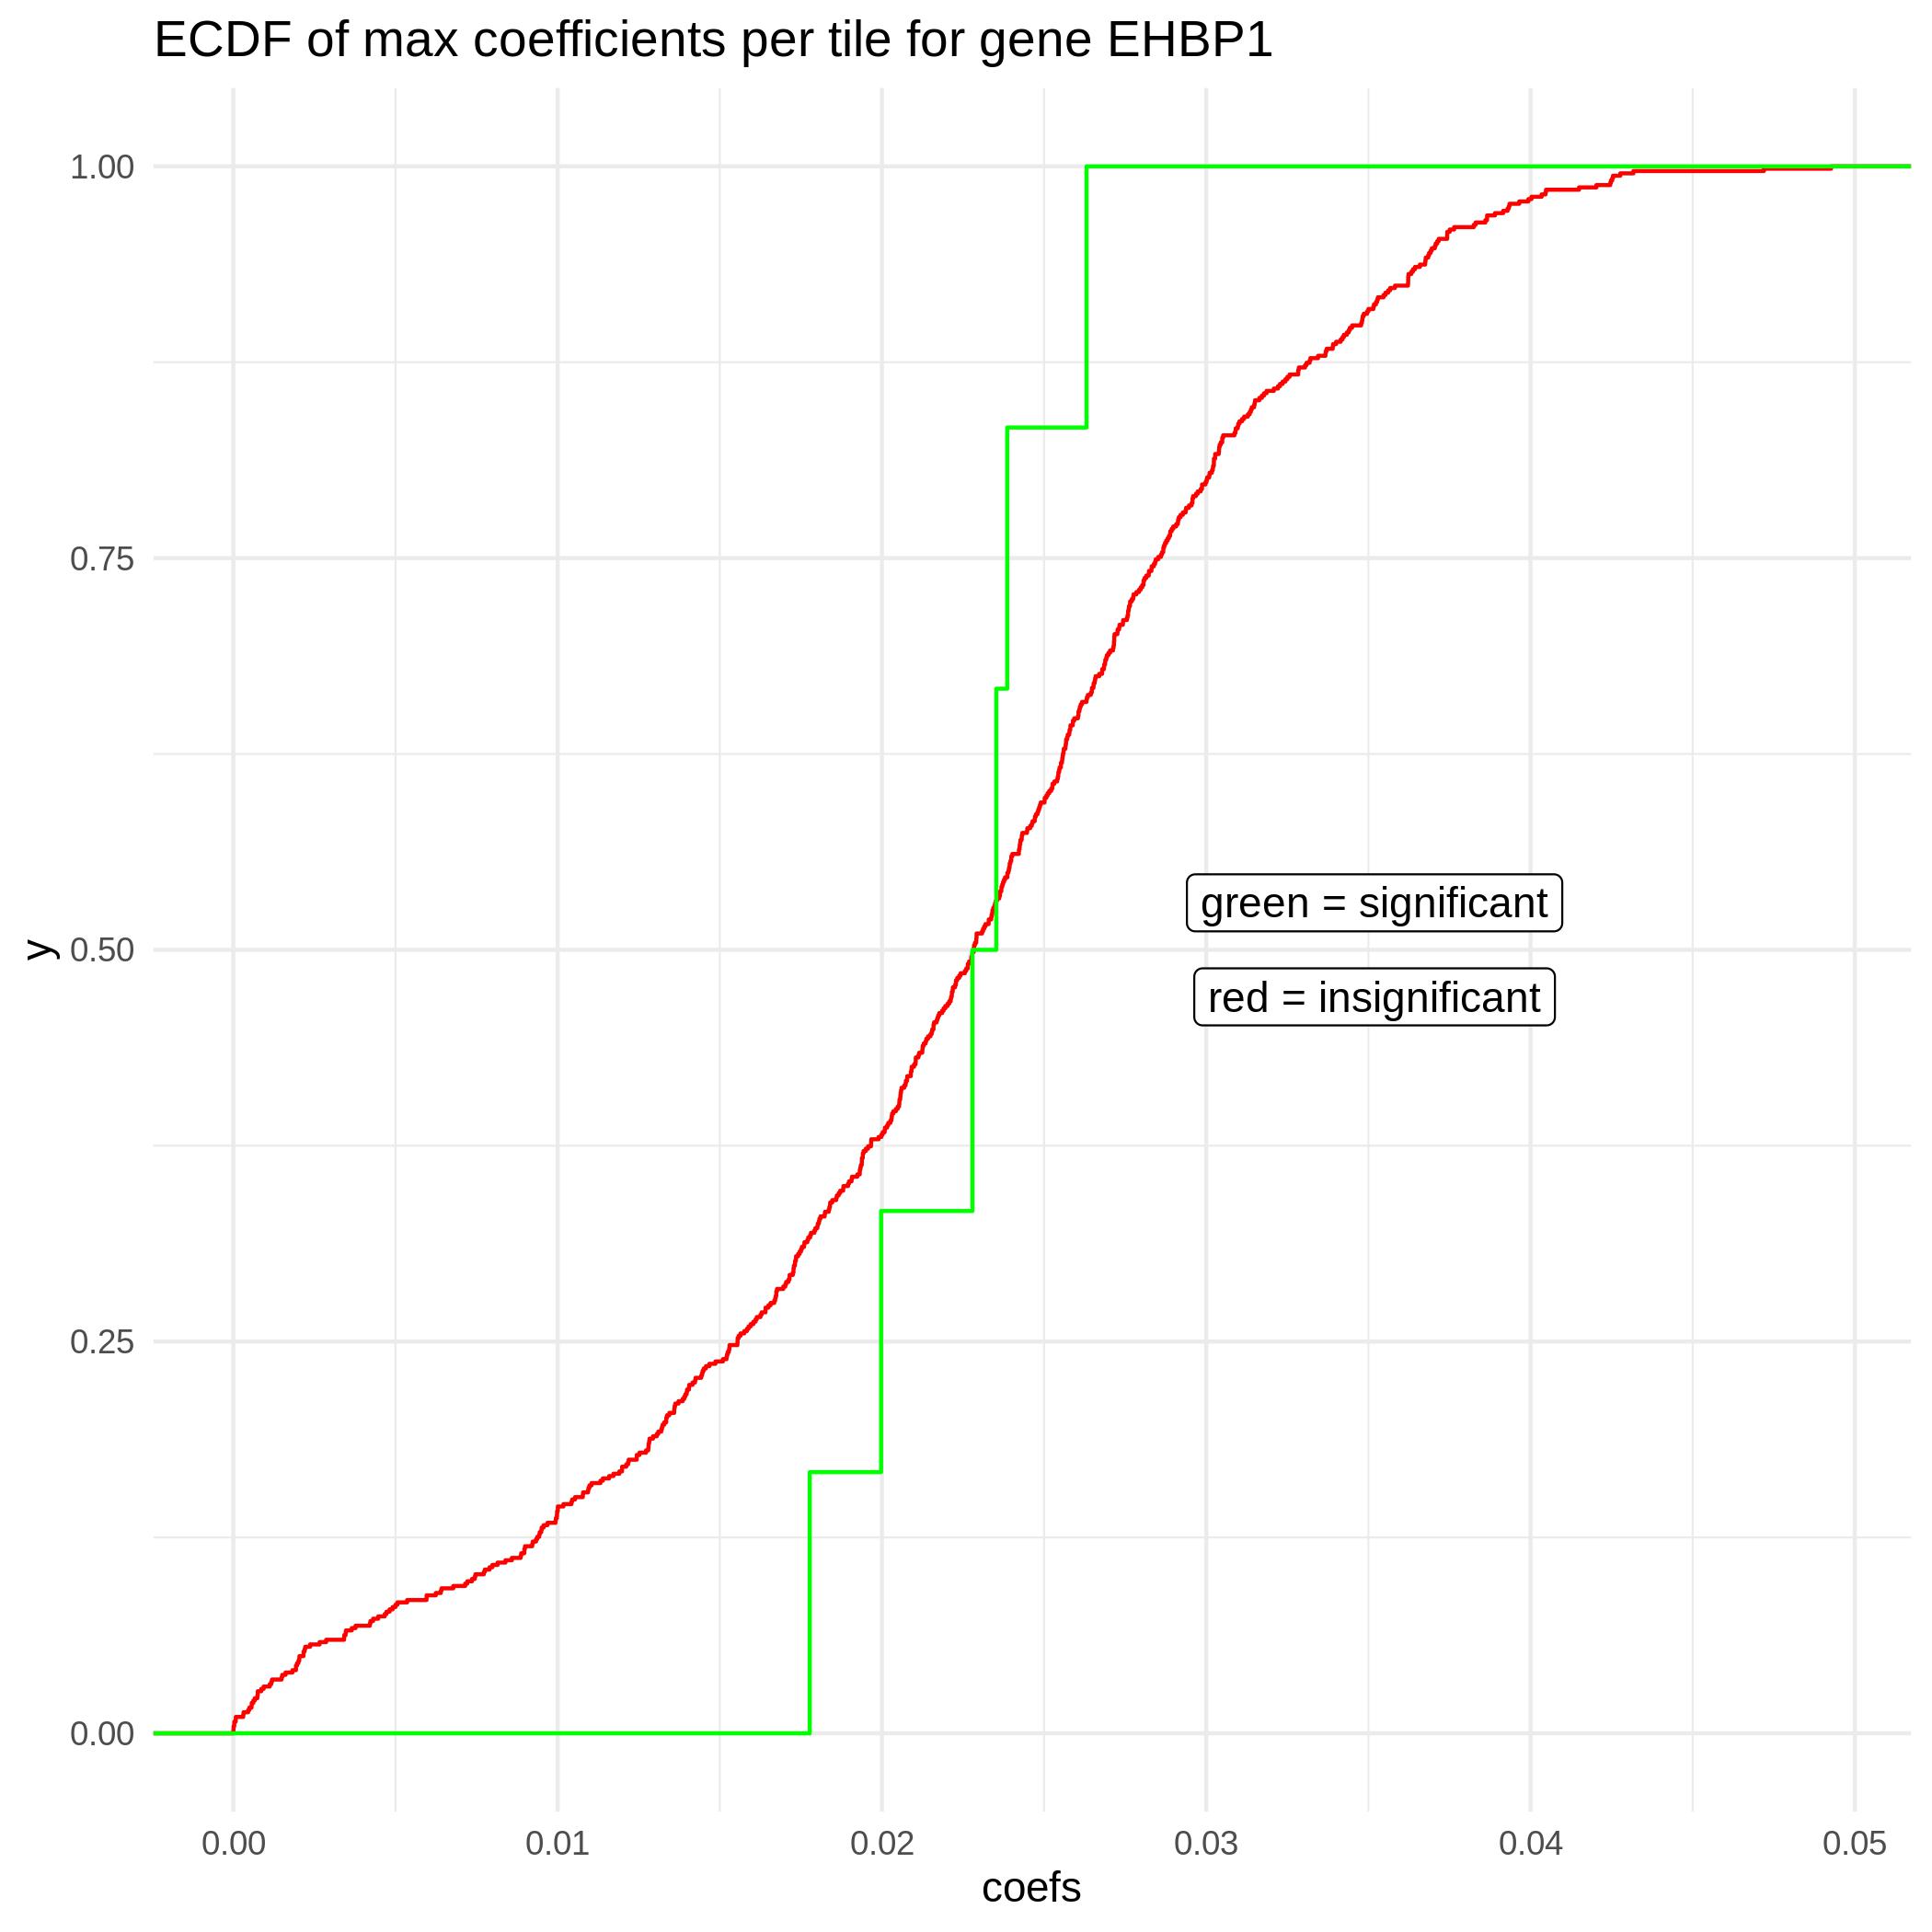 ECDF of max coefficients per tile for gene EHBP1
1.00
0.75
0.50
0.25
0.00
y
green = significant
red = insignificant
0.00 0.01 0.02 0.03 0.04 0.05
coefs